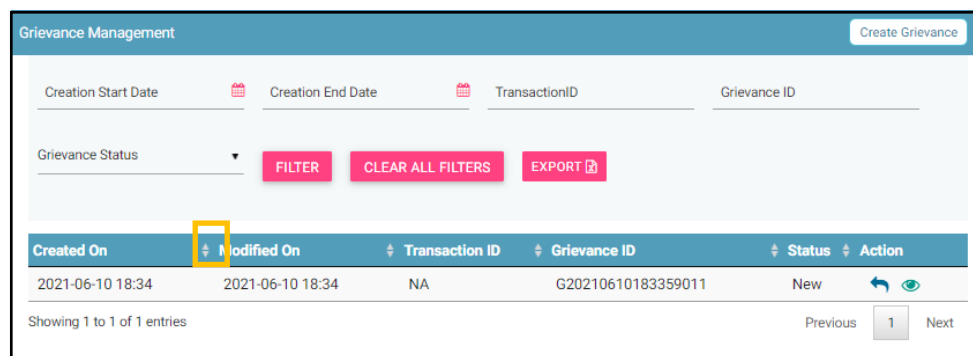 Grievance Management Create Grievance
Creation Start Date Creation End Date TransactionID Grievance ID
Grievance Status FILTER CLEAR ALL FILTERS EXPORT
Created On Modified On Transaction ID Grievance ID Status Action
2021-06-10 18:34 2021-06-10 18:34 NA G20210610183359011 New
Showing 1 to 1 of 1 entries Previous 1 Next